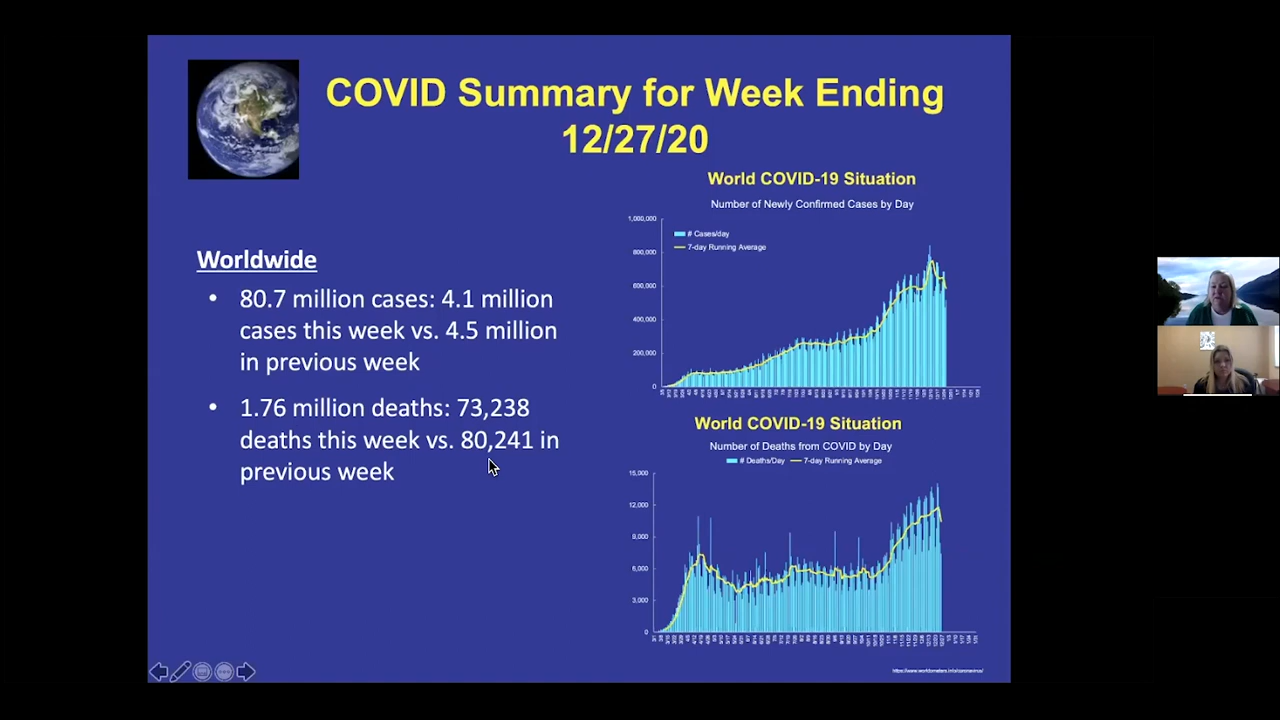 COVID Summary for Week Ending
12/27/20
Worldwide
• 80.7 million cases: 4.1 million
cases this week vs. 4.5 million
in previous week
• 1.76 million deaths: 73,238
deaths this week vs. 80,241 in
previous week
World COVID-19 Situation
Number of Newly Confirmed Cases by Day
# Cases/day
7-day Running Average
1,000,000
800,000
600,000
400,000
200,000
0
World COVID-19 Situation
Number of Deaths from COVID by Day
# Deaths/Day 7-day Running Average
15,000
12,000
9,000
6,000
3,000
0
https://www.worldometers.info/coronavirus/